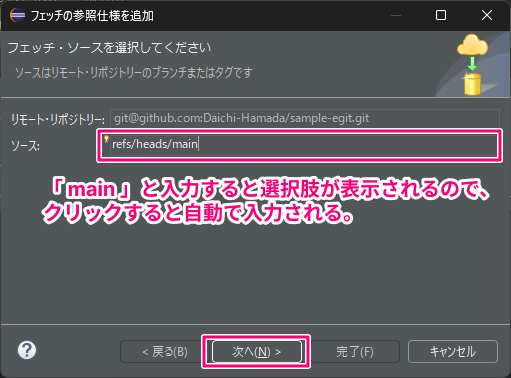 フェッチの参照仕様を追加
フェッチ・ソースを選択してください
ソースはリモート・リポジトリーのブランチまたはタグです
リモート・リポジトリー: git@github.com:Daichi-Hamada/sample-egit.git
ソース: refs/heads/main
「 main 」と入力すると選択肢が表示されるので、
クリックすると自動で入力される。
< 戻る(B) 次へ(N) > 完了(F) キャンセル